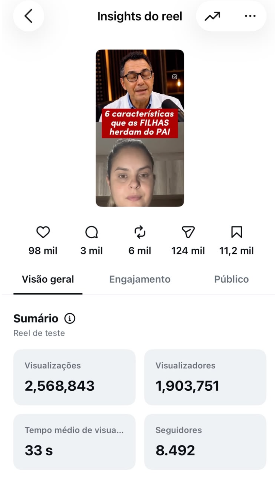 Insights do reel
6 características
que as FILHAS
herdam do PAI
98 mil
3 mil
6 mil
124 mil
11,2 mil
Visão geral
Engajamento
Público
Sumário
Reel de teste
Visualizações
2,568,843
Visualizadores
1,903,751
Tempo médio de visua...
33 s
Seguidores
8.492